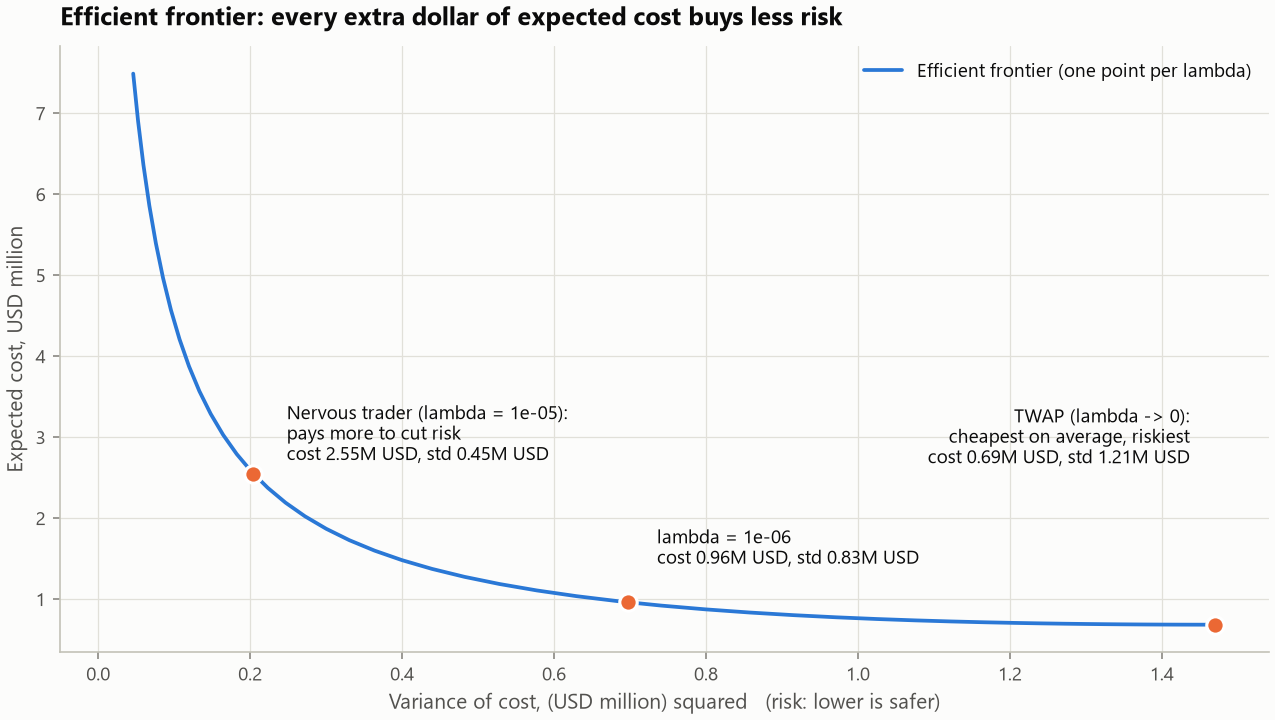 Efficient frontier: every extra dollar of expected cost buys less risk
Efficient frontier (one point per lambda)
Expected cost, USD million
7
6
5
4
3
2
1
Nervous trader (lambda = 1e-05):
pays more to cut risk
cost 2.55M USD, std 0.45M USD
TWAP (lambda -> 0):
cheapest on average, riskiest
cost 0.69M USD, std 1.21M USD
lambda = 1e-06
cost 0.96M USD, std 0.83M USD
0.0 0.2 0.4 0.6 0.8 1.0 1.2 1.4
Variance of cost, (USD million) squared (risk: lower is safer)